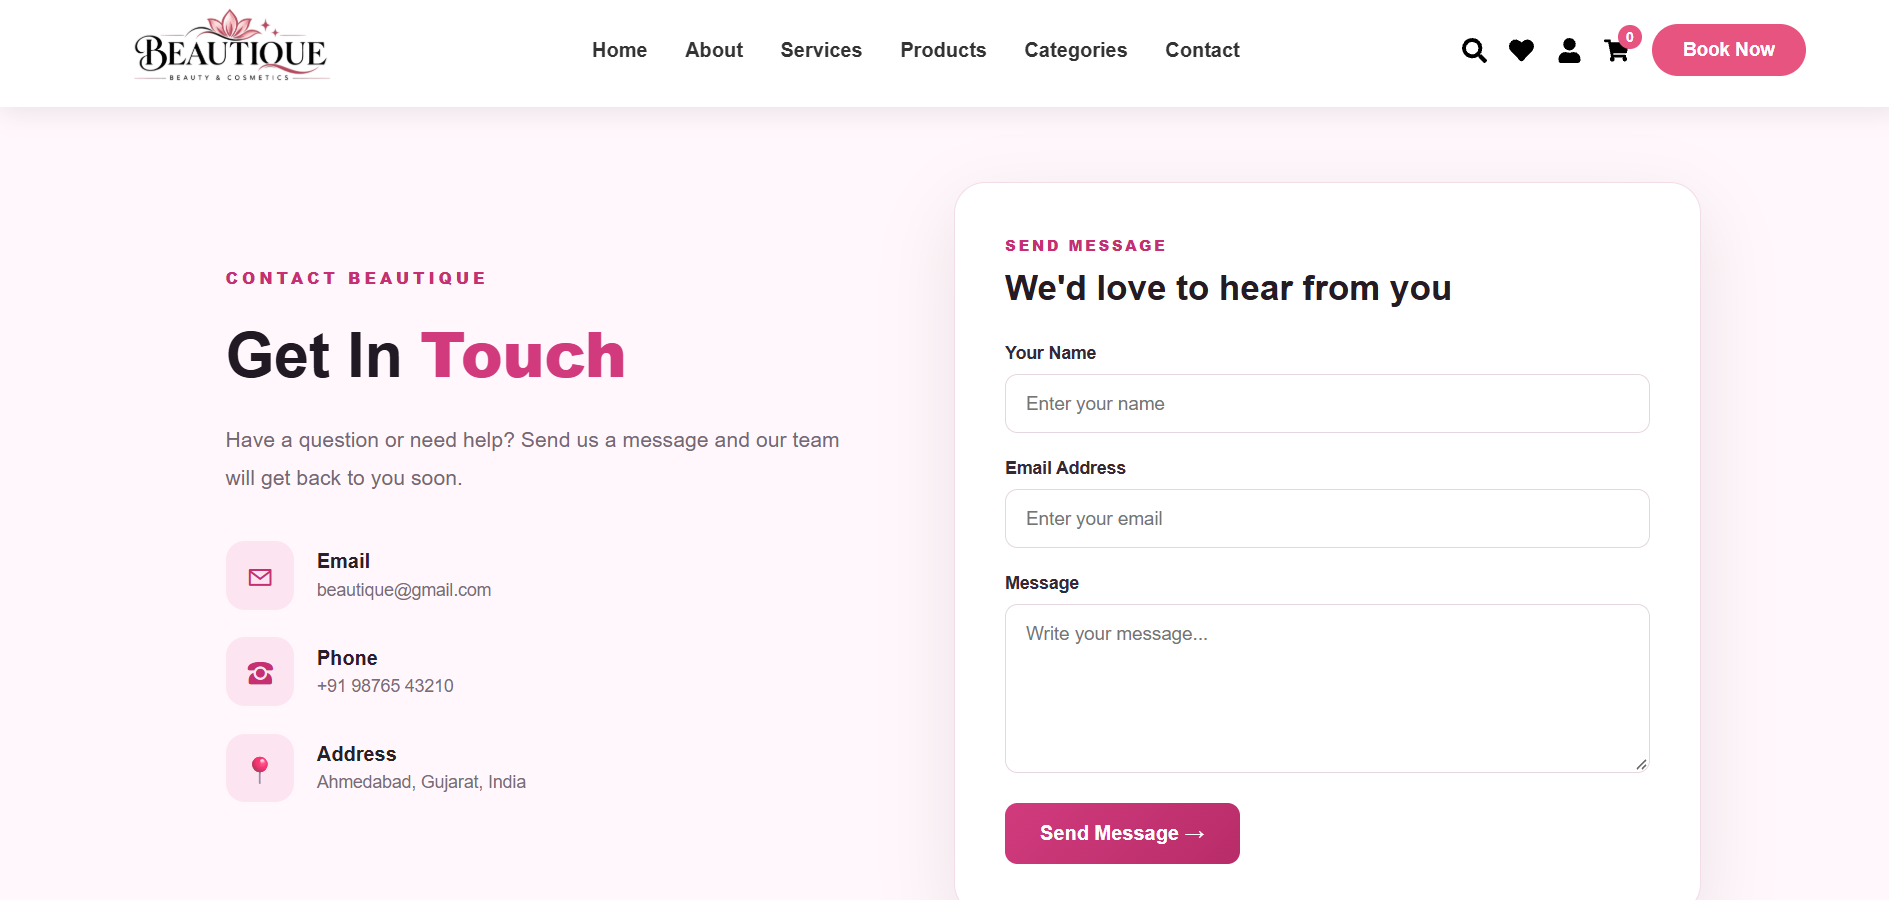 BEAUTIQUE
BEAUTY & COSMETICS
Home
About
Services
Products
Categories
Contact
0
Book Now
CONTACT BEAUTIQUE
Get In Touch
Have a question or need help? Send us a message and our team
will get back to you soon.
Email
beautique@gmail.com
Phone
+91 98765 43210
Address
Ahmedabad, Gujarat, India
SEND MESSAGE
We'd love to hear from you
Your Name
Enter your name
Email Address
Enter your email
Message
Write your message...
Send Message →